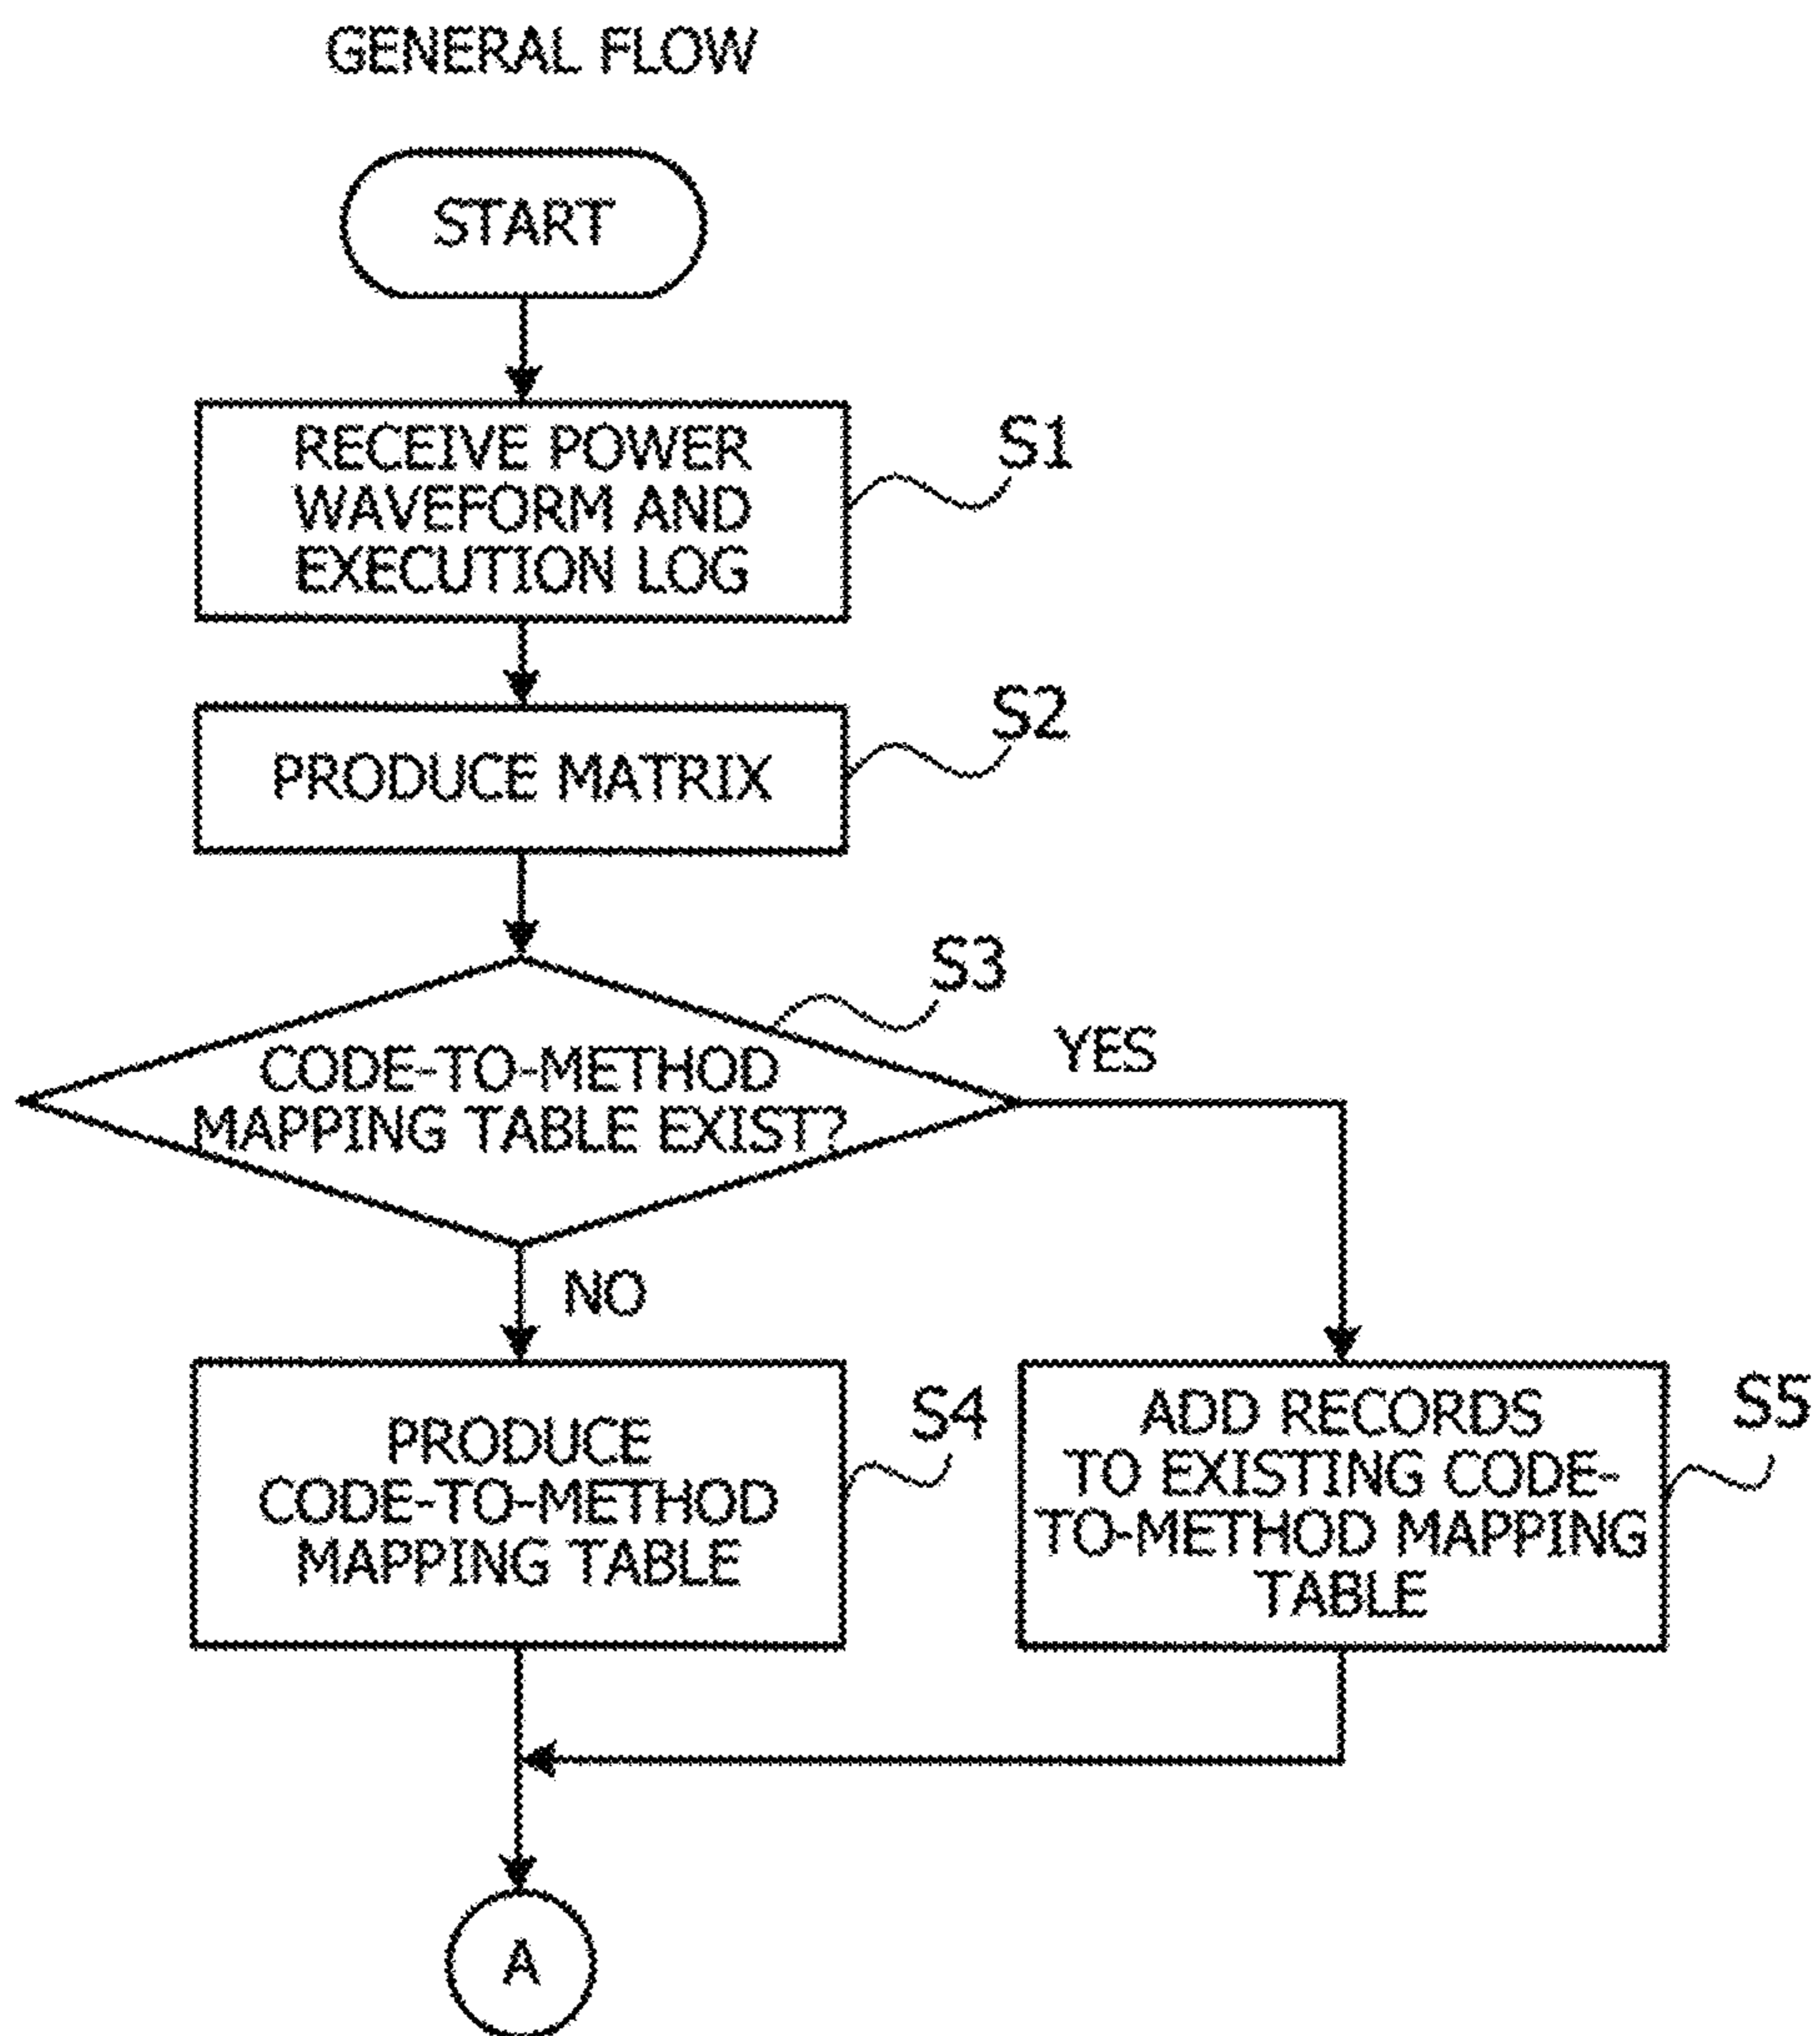 GENERAL FLOW
START
RECEIVE POWER
WAVEFORM AND
EXECUTION LOG
S1
PRODUCE MATRIX
S2
S3
CODE-TO-METHOD
MAPPING TABLE EXIST?
YES
NO
PRODUCE
CODE-TO-METHOD
MAPPING TABLE
S4
ADD RECORDS
TO EXISTING CODE-
TO-METHOD MAPPING
TABLE
S5
A